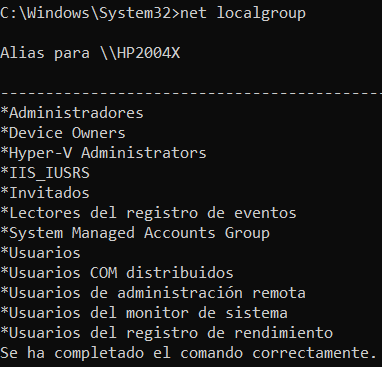 C:\Windows\System32>net localgroup
Alias para \\HP2004X
-------------------------------------------
*Administradores
*Device Owners
*Hyper-V Administrators
*IIS_IUSRS
*Invitados
*Lectores del registro de eventos
*System Managed Accounts Group
*Usuarios
*Usuarios COM distribuidos
*Usuarios de administración remota
*Usuarios del monitor de sistema
*Usuarios del registro de rendimiento
Se ha completado el comando correctamente.